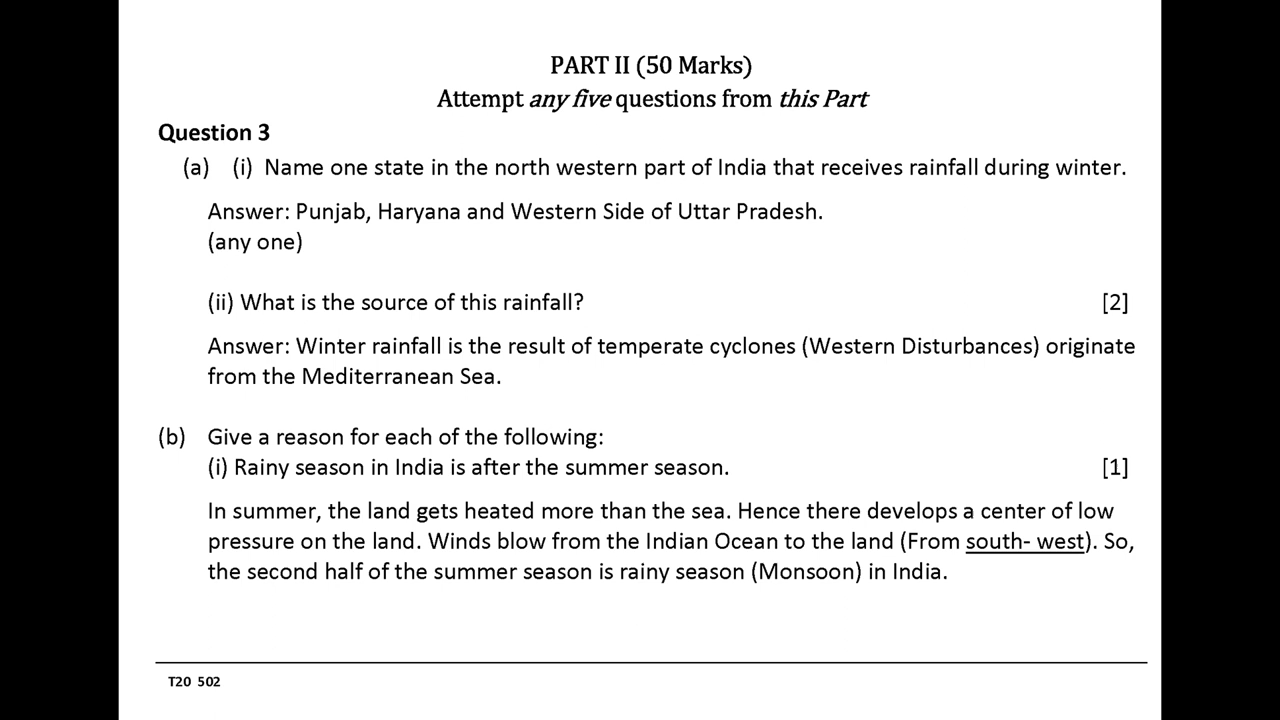 PART II (50 Marks)
Attempt any five questions from this Part
Question 3
(a) (i) Name one state in the north western part of India that receives rainfall during winter.
Answer: Punjab, Haryana and Western Side of Uttar Pradesh.
(any one)
(ii) What is the source of this rainfall? [2]
Answer: Winter rainfall is the result of temperate cyclones (Western Disturbances) originate
from the Mediterranean Sea.
(b) Give a reason for each of the following:
(i) Rainy season in India is after the summer season. [1]
In summer, the land gets heated more than the sea. Hence there develops a center of low
pressure on the land. Winds blow from the Indian Ocean to the land (From south- west). So,
the second half of the summer season is rainy season (Monsoon) in India.
T20 502